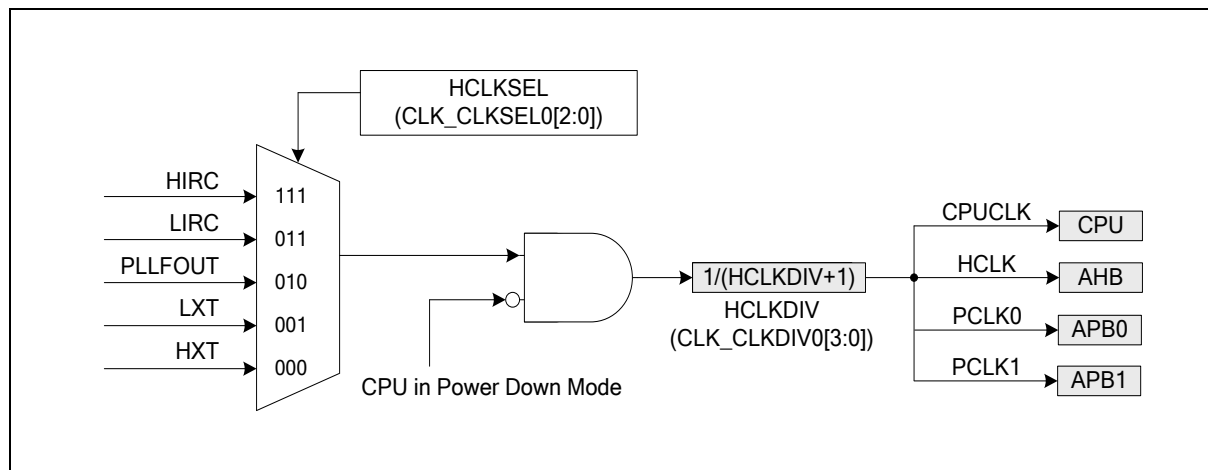 HCLKSEL
(CLK_CLKSEL0[2:0])
HIRC
111
LIRC
011
PLLFOUT
010
LXT
001
HXT
000
CPU in Power Down Mode
1/(HCLKDIV+1)
HCLKDIV
(CLK_CLKDIV0[3:0])
CPUCLK
CPU
HCLK
AHB
PCLK0
APB0
PCLK1
APB1